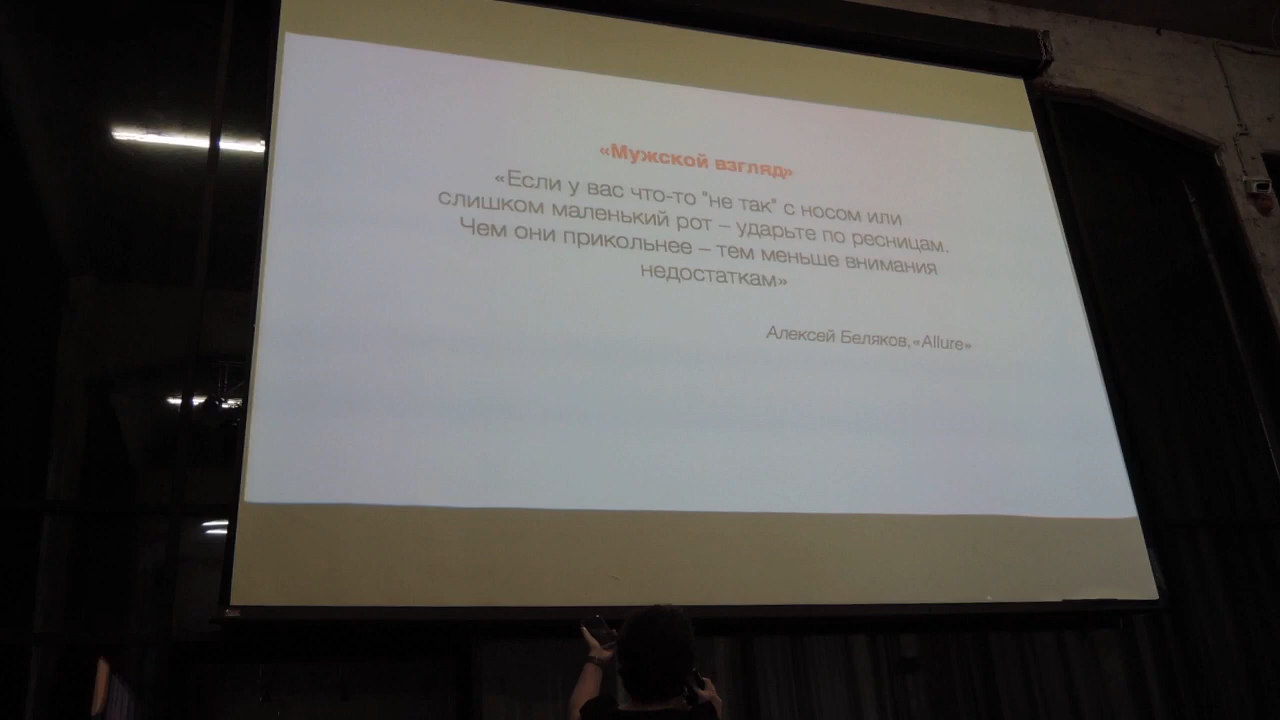 «Мужской взгляд»
«Если у вас что-то "не так" с носом или
слишком маленький рот – ударьте по ресницам.
Чем они прикольнее – тем меньше внимания
недостаткам»
Алексей Беляков,«Allure»